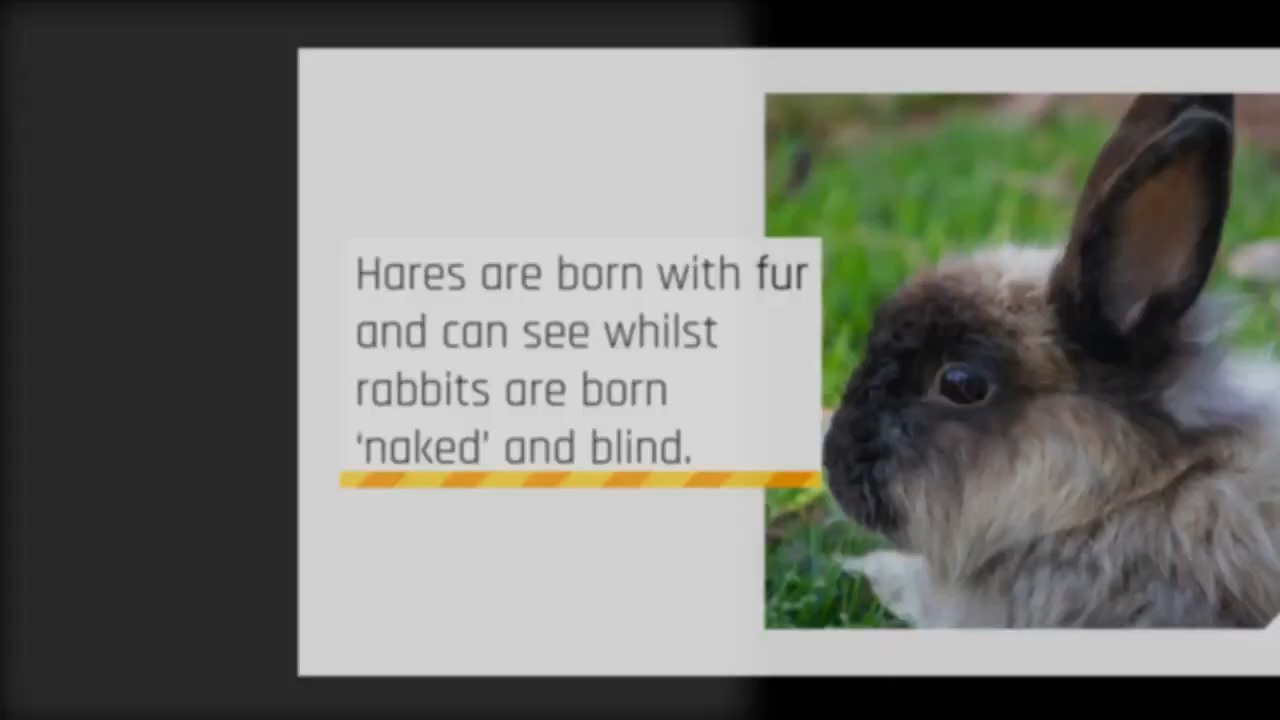 Hares are born with fur
and can see whilst
rabbits are born
‘naked’ and blind.